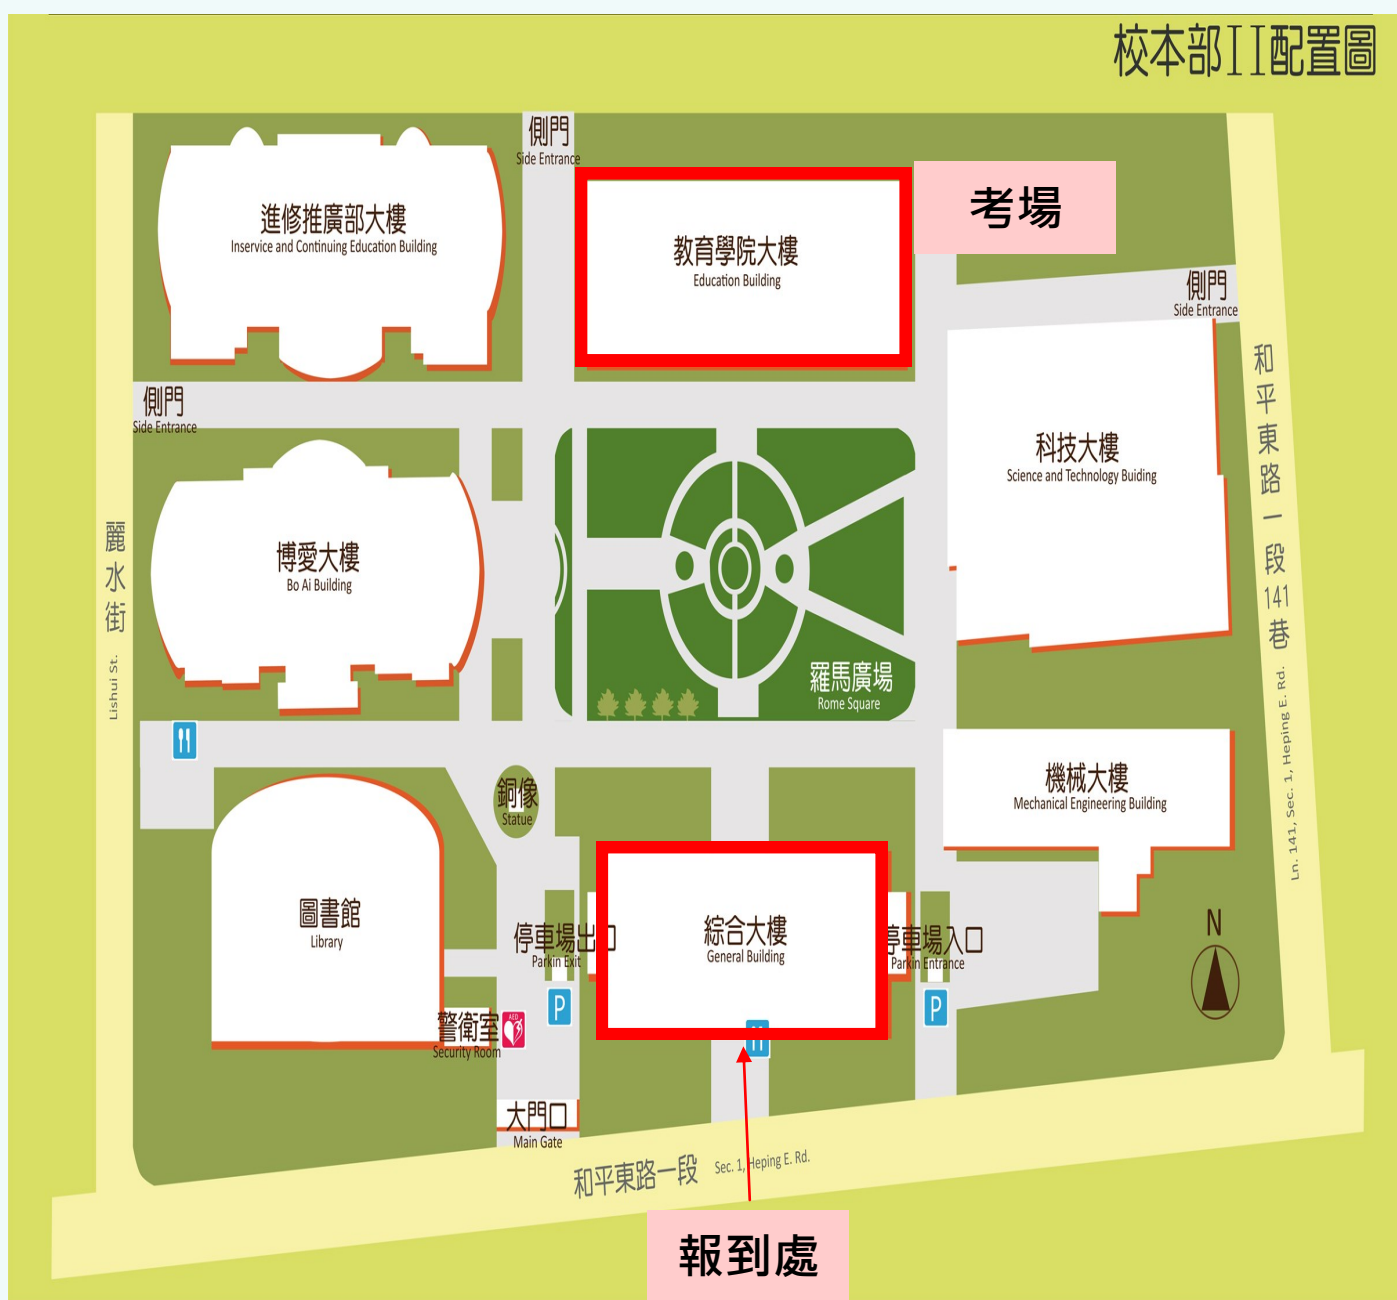 校本部II配置圖
側門
Side Entrance
進修推廣部大樓
Inservice and Continuing Education Building
教育學院大樓
Education Building
考場
側門
Side Entrance
側門
Side Entrance
科技大樓
Science and Technology Buiding
和平東路一段141巷
Ln. 141, Sec. 1, Heping E. Rd.
麗水街
Lishui St.
博愛大樓
Bo Ai Building
羅馬廣場
Rome Square
銅像
Statue
機械大樓
Mechanical Engineering Building
圖書館
Library
停車場出口
Parkin Exit
P
綜合大樓
General Building
停車場入口
Parkin Entrance
P
N
警衛室
Security Room
AED
大門口
Main Gate
和平東路一段 Sec. 1, Heping E. Rd.
報到處